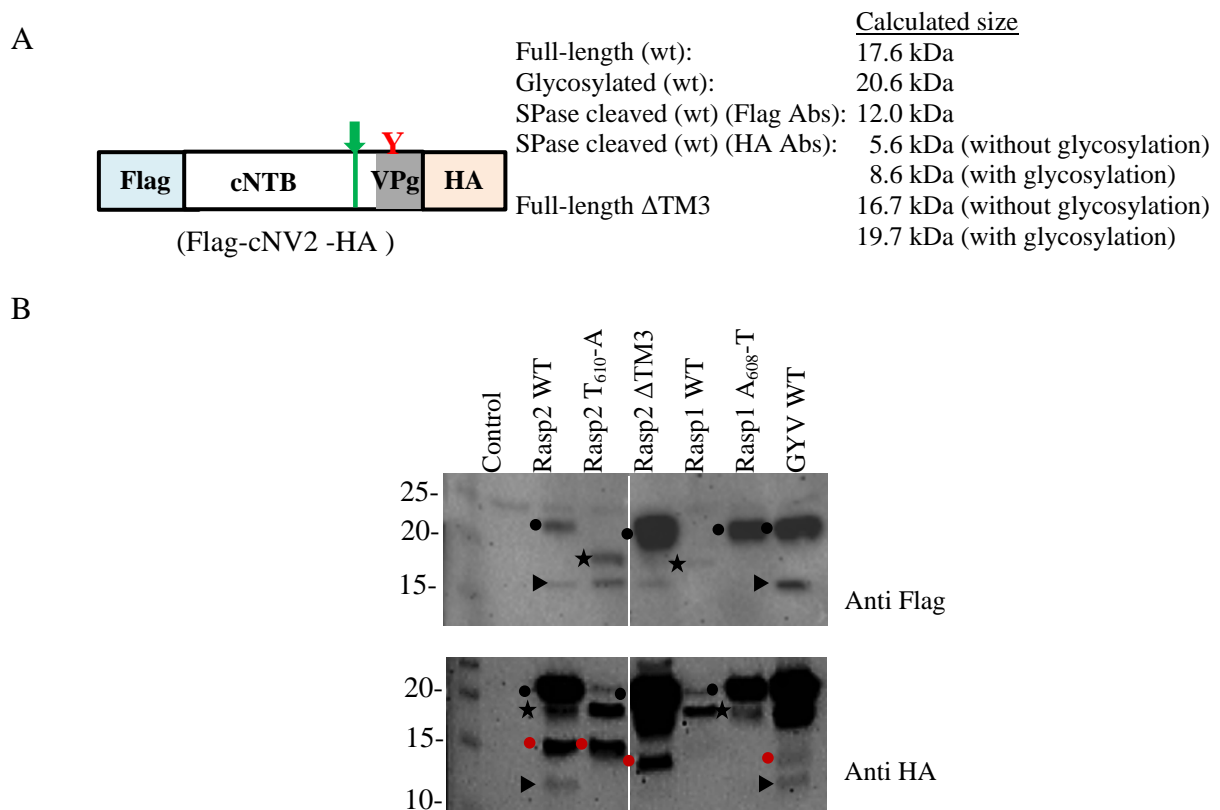 A
Calculated size
Full-length (wt): 17.6 kDa
Glycosylated (wt): 20.6 kDa
SPase cleaved (wt) (Flag Abs): 12.0 kDa
SPase cleaved (wt) (HA Abs): 5.6 kDa (without glycosylation)
8.6 kDa (with glycosylation)
Full-length ΔTM3 16.7 kDa (without glycosylation)
19.7 kDa (with glycosylation)
Y
Flag cNTB VPg HA
(Flag-cNV2 -HA )
B
Control
Rasp2 WT
Rasp2 T610-A
Rasp2 ΔTM3
Rasp1 WT
Rasp1 A608-T
GYV WT
25-
20-
15-
Anti Flag
20-
15-
10-
Anti HA